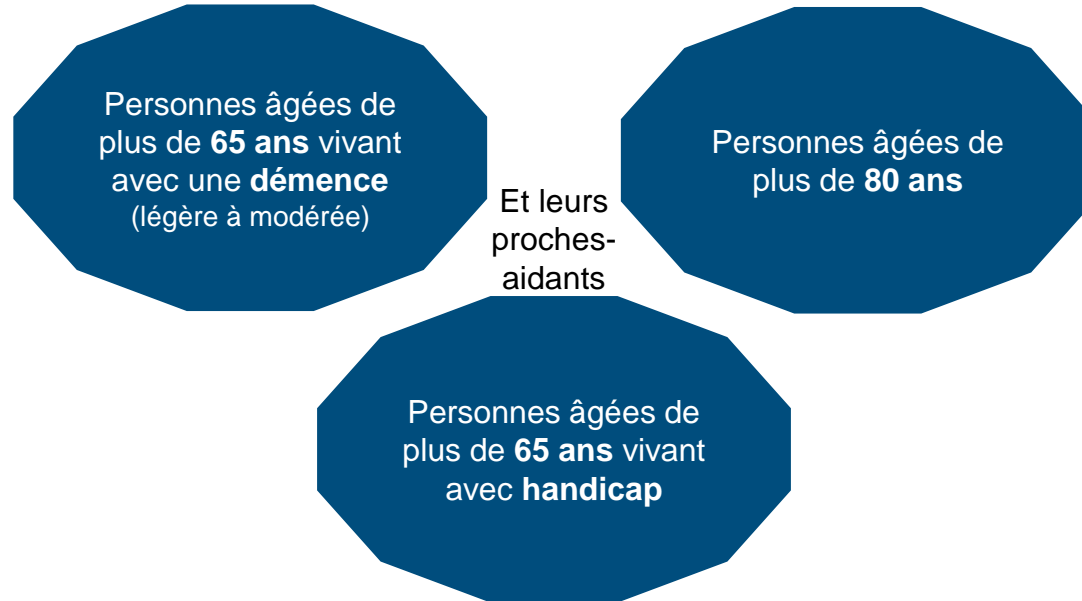 Personnes âgées de
plus de 65 ans vivant
avec une démence
(légère à modérée)
Personnes âgées de
plus de 80 ans
Et leurs
proches-
aidants
Personnes âgées de
plus de 65 ans vivant
avec handicap